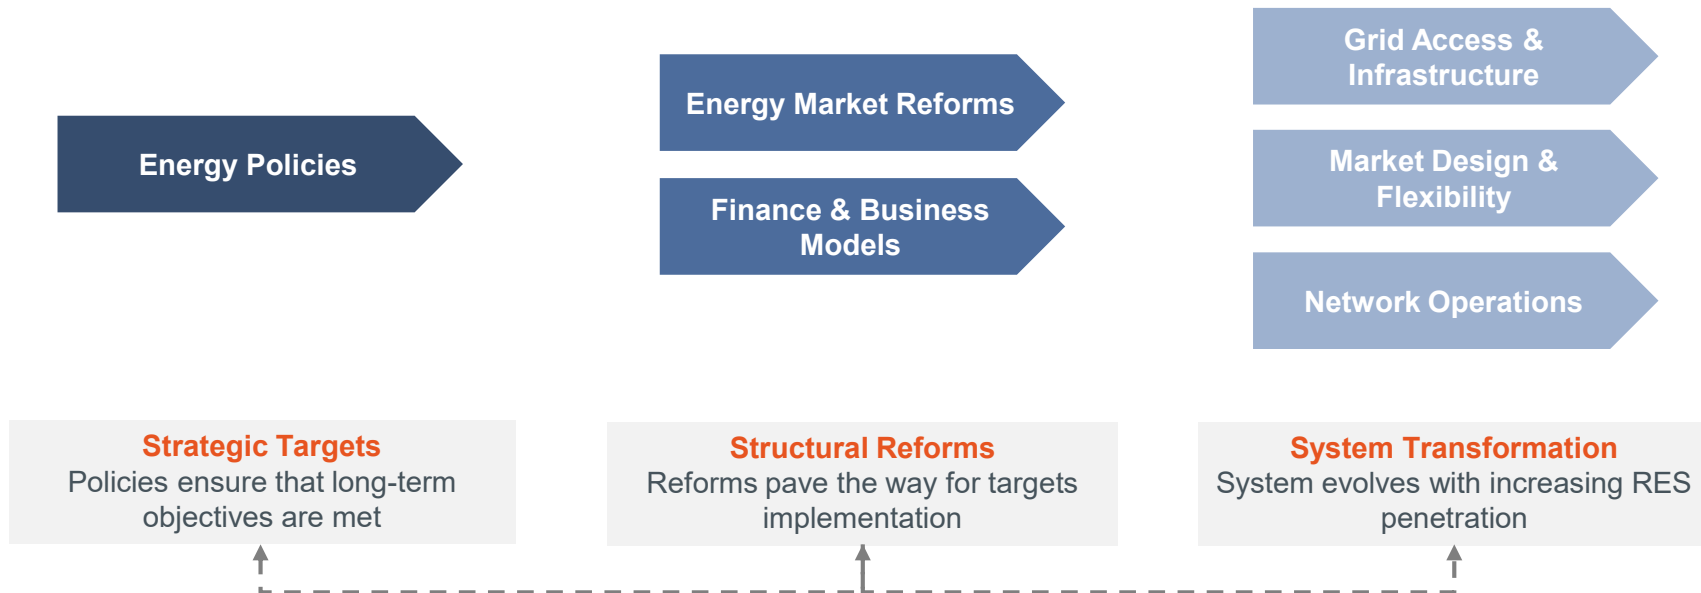 Energy Policies
Energy Market Reforms
Finance & Business
Models
Grid Access &
Infrastructure
Market Design &
Flexibility
Network Operations
Strategic Targets
Policies ensure that long-term
objectives are met
Structural Reforms
Reforms pave the way for targets
implementation
System Transformation
System evolves with increasing RES
penetration